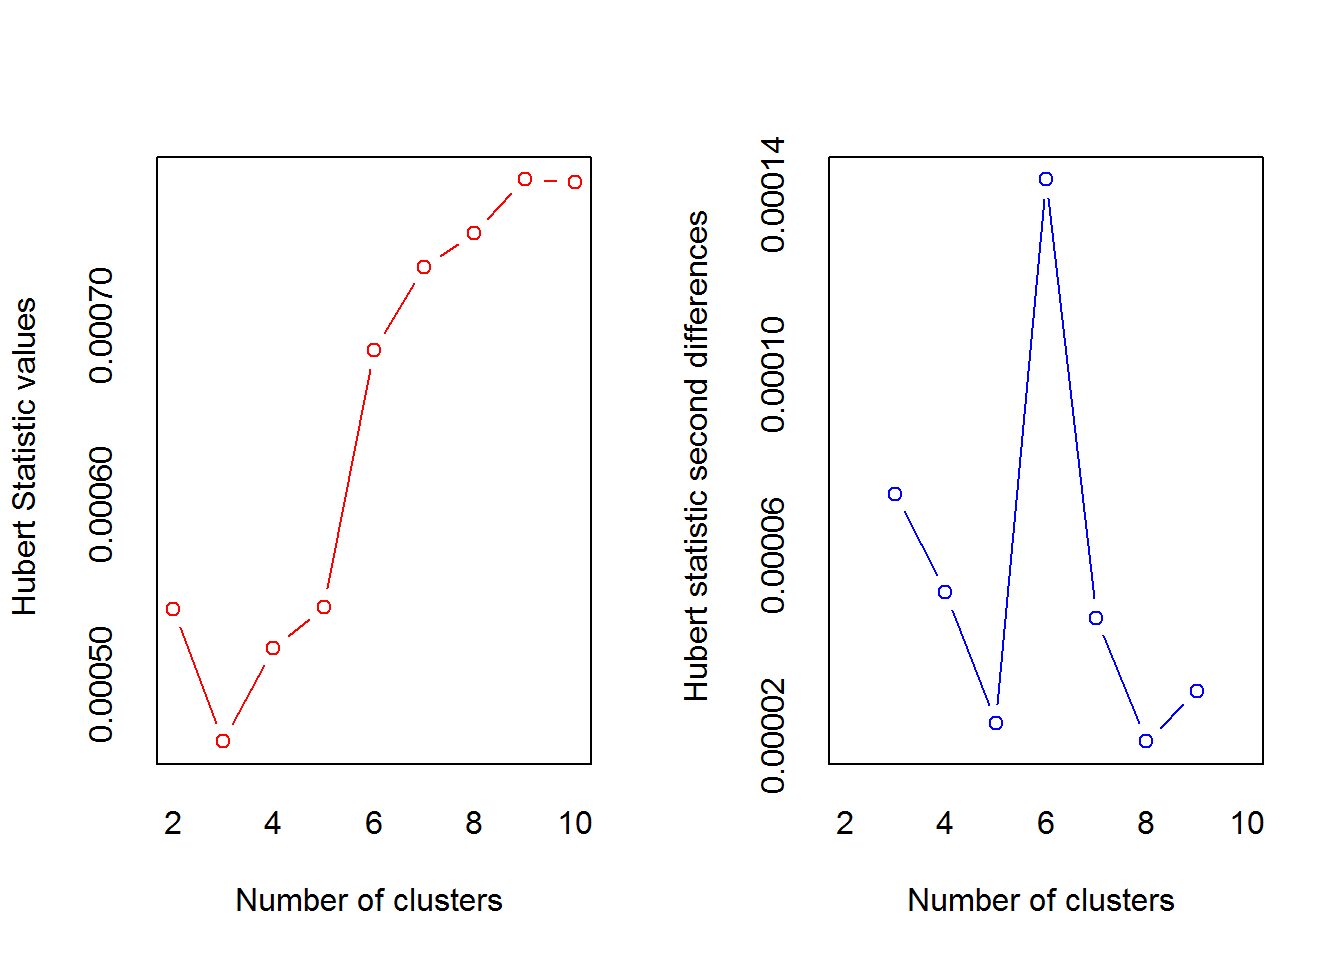 Hubert Statistic values
0.00050 0.00060 0.00070
2 4 6 8 10
Number of clusters
Hubert statistic second differences
0.00002 0.00006 0.00010 0.00014
2 4 6 8 10
Number of clusters